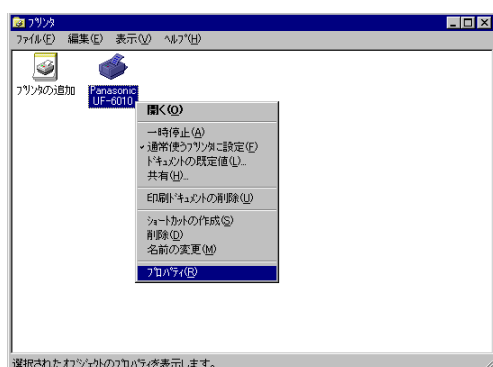 ﾌﾟﾘﾝﾀ
ﾌｧｲﾙ(F) 編集(E) 表示(V) ﾍﾙﾌﾟ(H)
ﾌﾟﾘﾝﾀの追加
Panasonic
UF-6010
開く(O)
一時停止(A)
通常使うﾌﾟﾘﾝﾀに設定(F)
ﾄﾞｷｭﾒﾝﾄの既定値(L)...
共有(H)...
印刷ﾄﾞｷｭﾒﾝﾄの削除(U)
ｼｮｰﾄｶｯﾄの作成(S)
削除(D)
名前の変更(M)
ﾌﾟﾛﾊﾟﾃｨ(R)
選択されたｵﾌﾞｼﾞｪｸﾄのﾌﾟﾛﾊﾟﾃｨを表示します。